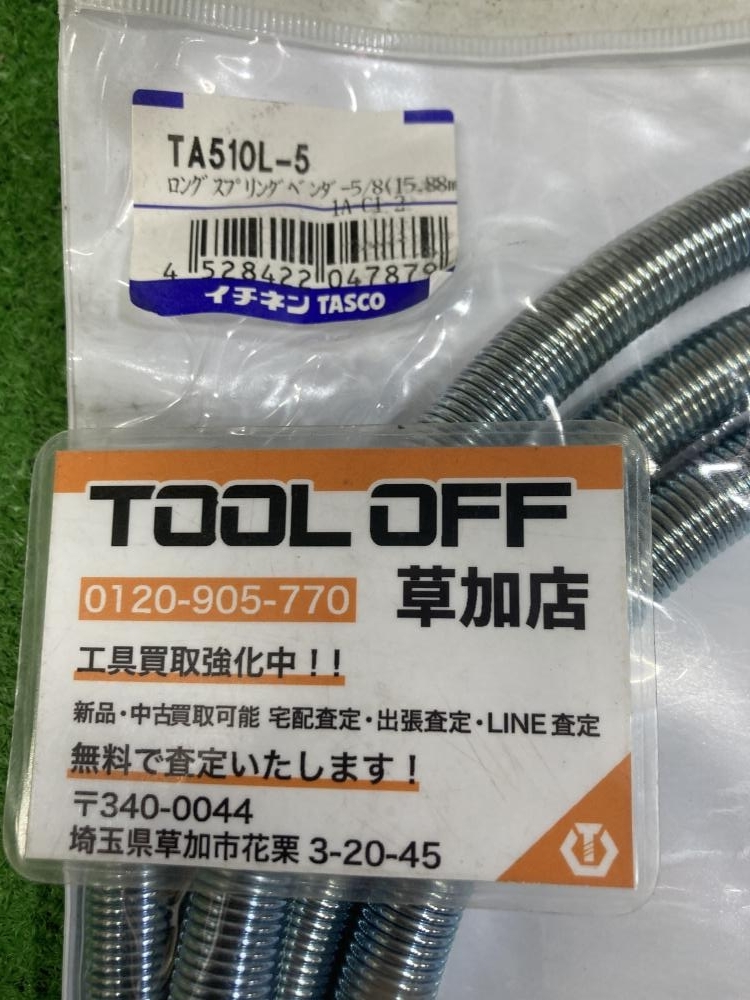 TA510L-5
ロングスプリングベンダ-5/8(15.88m
1A-C1.2
4 528422 047879
イチネン TASCO
TOOL OFF
0120-905-770 草加店
工具買取強化中!!
新品・中古買取可能 宅配査定・出張査定・LINE査定
無料で査定いたします!
〒340-0044
埼玉県草加市花栗 3-20-45